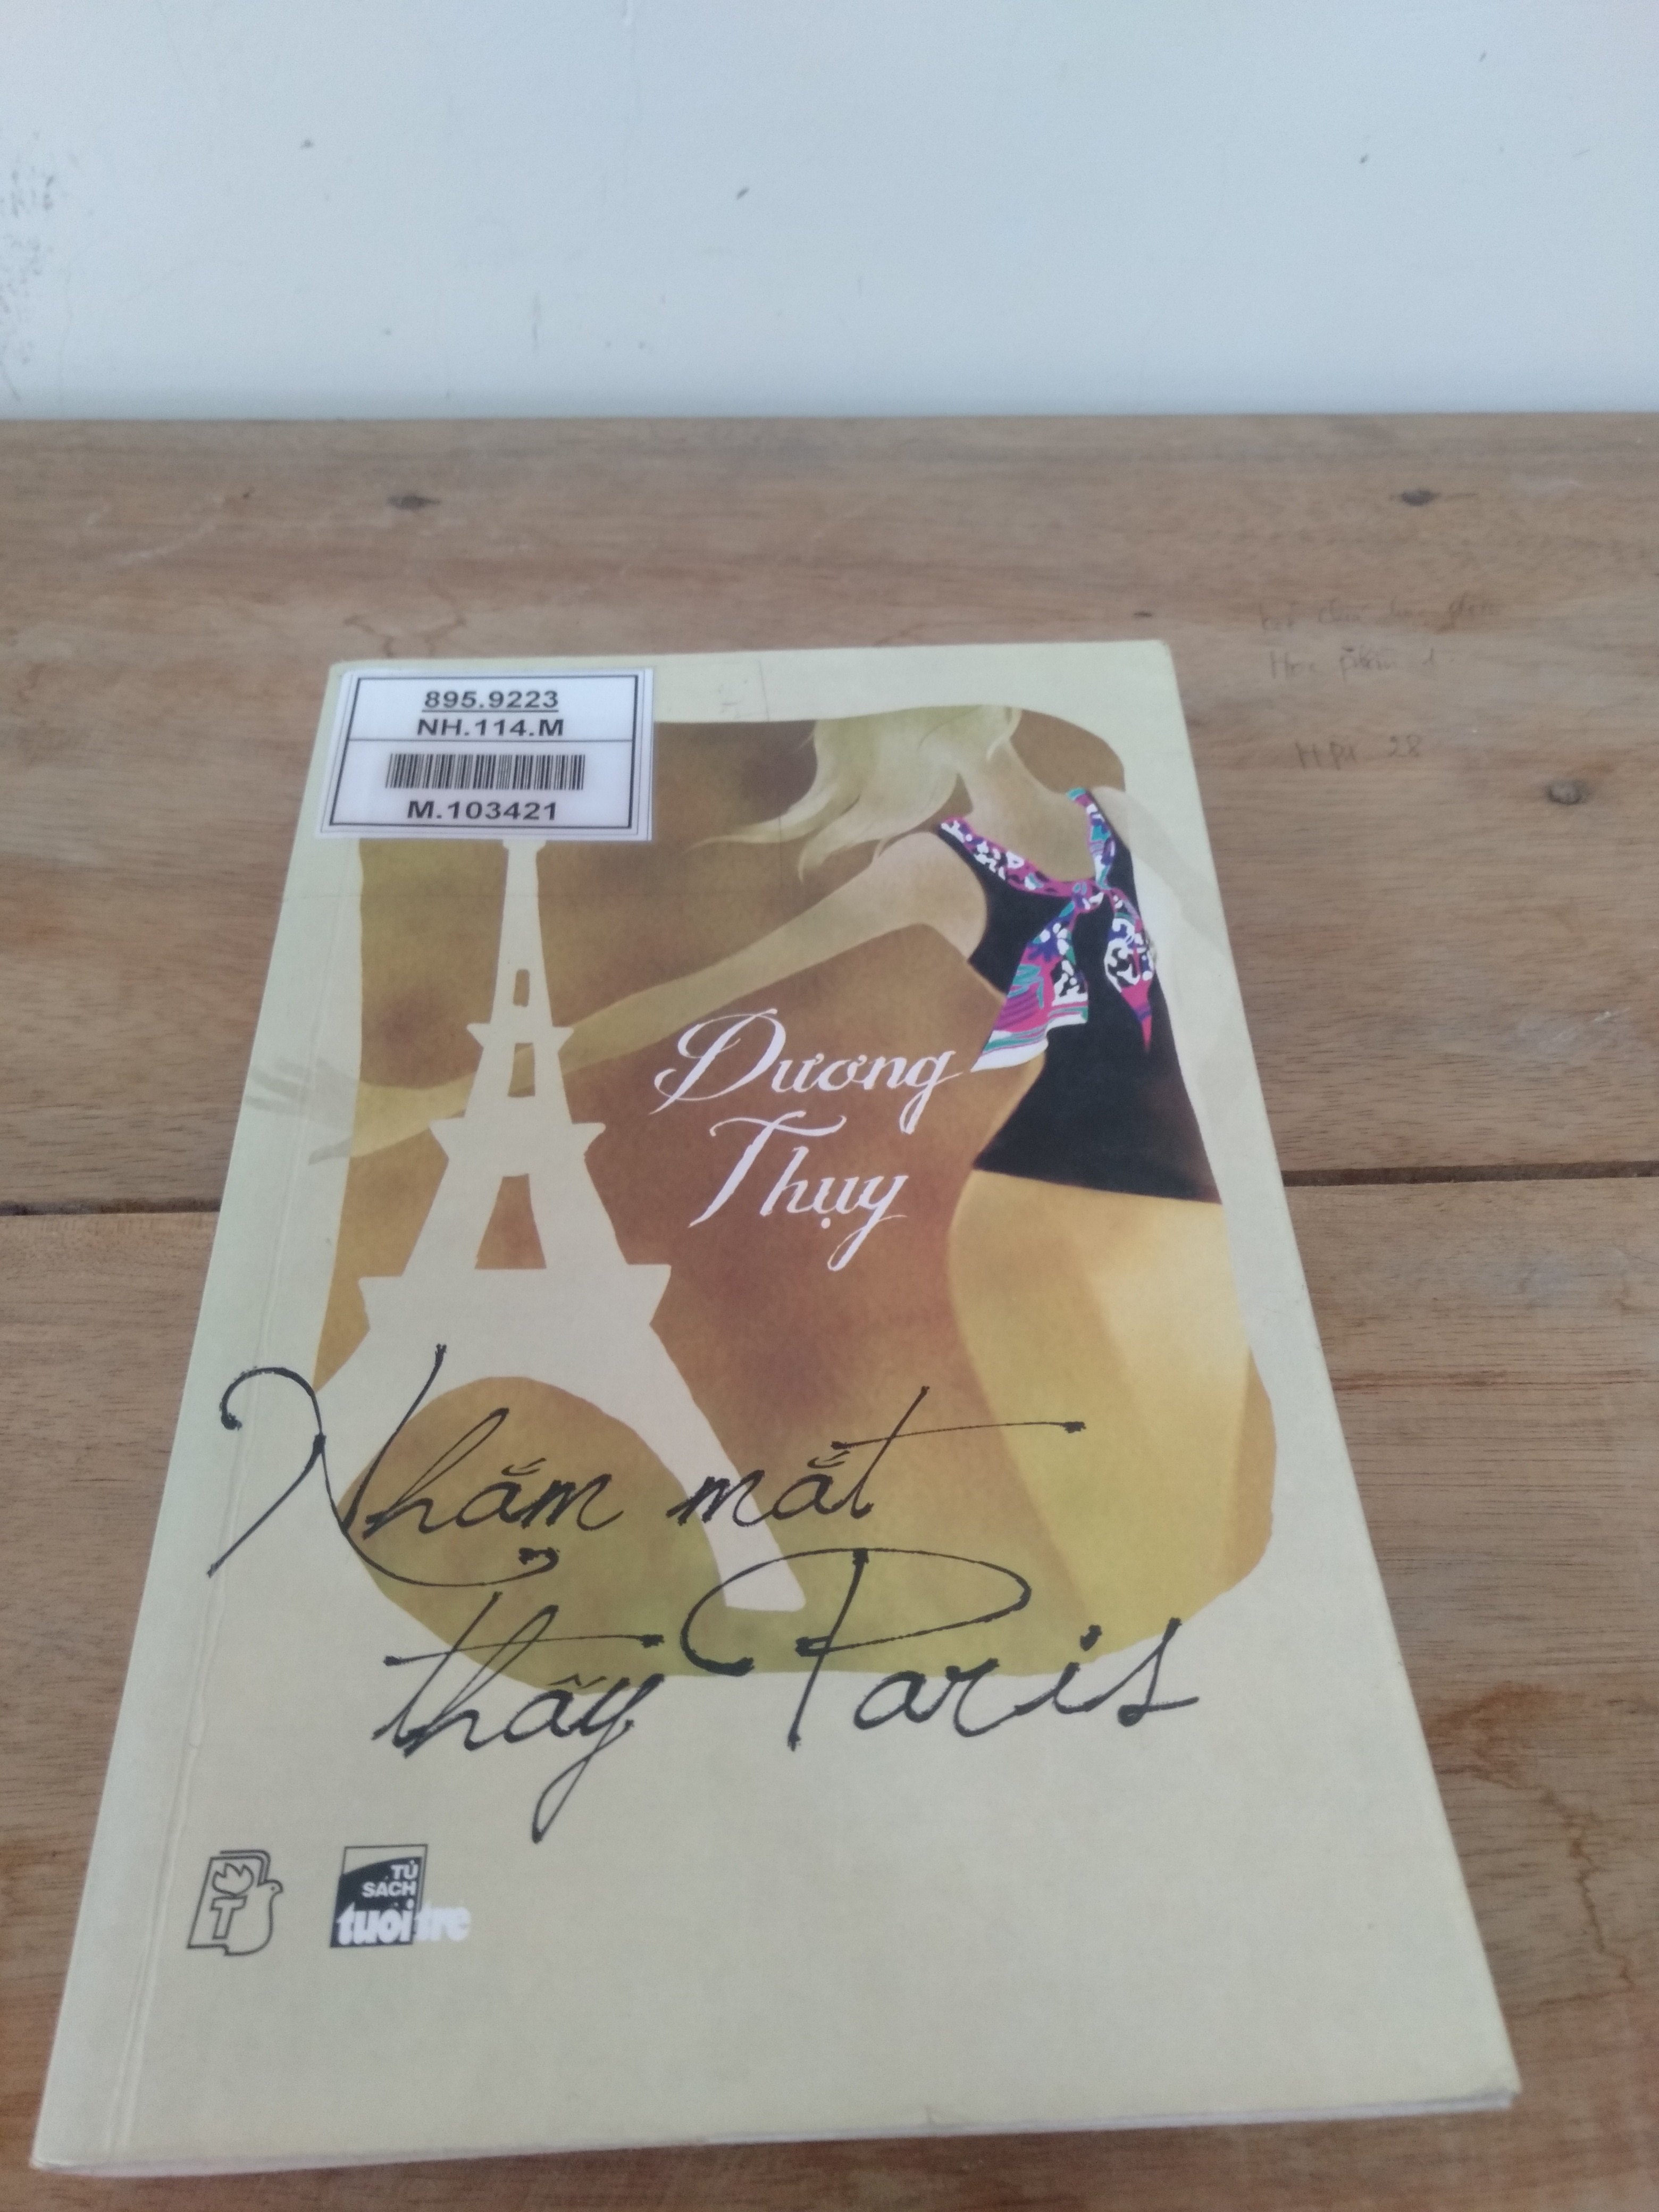 895.9223
NH.114.M
M.103421
Dương
Thụy
Nhắm mắt
thấy Paris
T
TỦ
SÁCH
tuổi trẻ